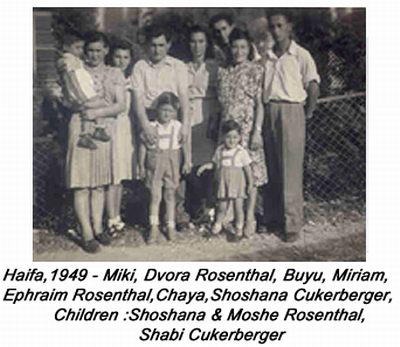 Haifa,1949 - Miki, Dvora Rosenthal, Buyu, Miriam,
Ephraim Rosenthal,Chaya,Shoshana Cukerberger,
Children :Shoshana & Moshe Rosenthal,
Shabi Cukerberger